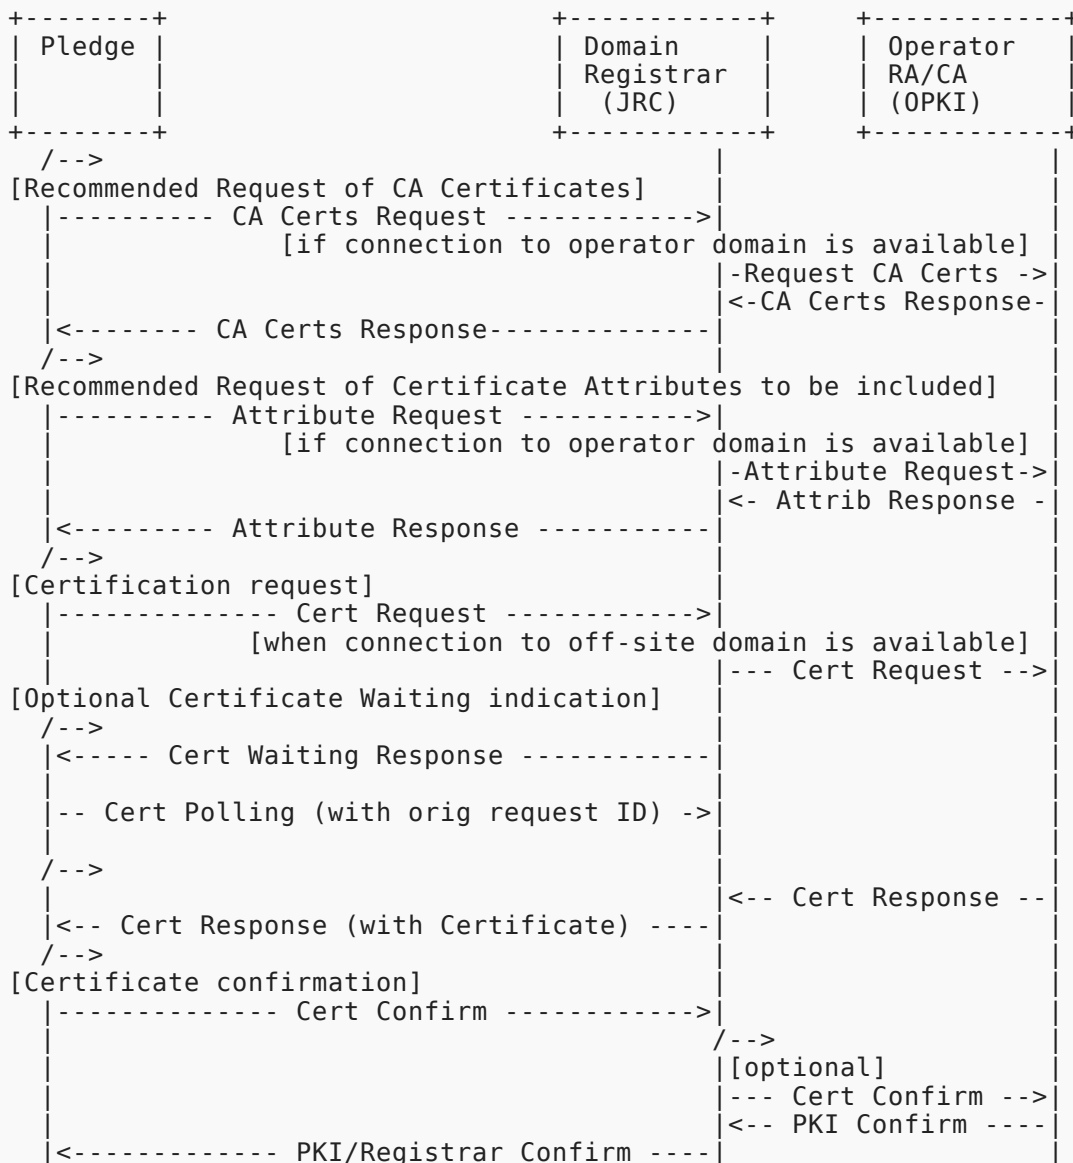 +--------+                         +------------+     +------------+
| Pledge |                         | Domain     |     | Operator   |
|        |                         | Registrar  |     | RA/CA      |
|        |                         |  (JRC)     |     | (OPKI)     |
+--------+                         +------------+     +------------+
  /-->                                      |                    |
[Recommended Request of CA Certificates]    |                    |
  |---------- CA Certs Request ------------>|                    |
  |              [if connection to operator domain is available] |
  |                                         |-Request CA Certs ->|
  |                                         |<-CA Certs Response-|
  |<-------- CA Certs Response--------------|                    |
  /-->                                      |                    |
[Recommended Request of Certificate Attributes to be included]   |
  |---------- Attribute Request ----------->|                    |
  |              [if connection to operator domain is available] |
  |                                         |-Attribute Request->|
  |                                         |<- Attrib Response -|
  |<--------- Attribute Response -----------|                    |
  /-->                                      |                    |
[Certification request]                     |                    |
  |-------------- Cert Request ------------>|                    |
  |            [when connection to off-site domain is available] |
  |                                         |--- Cert Request -->|
[Optional Certificate Waiting indication]   |                    |
  /-->                                      |                    |
  |<----- Cert Waiting Response ------------|                    |
  |                                         |                    |
  |-- Cert Polling (with orig request ID) ->|                    |
  |                                         |                    |
  /-->                                      |                    |
  |                                         |<-- Cert Response --|
  |<-- Cert Response (with Certificate) ----|                    |
  /-->                                      |                    |
[Certificate confirmation]                  |                    |
  |-------------- Cert Confirm ------------>|                    |
  |                                         /-->                 |
  |                                         |[optional]          |
  |                                         |--- Cert Confirm -->|
  |                                         |<-- PKI Confirm ----|
  |<------------- PKI/Registrar Confirm ----|                    |